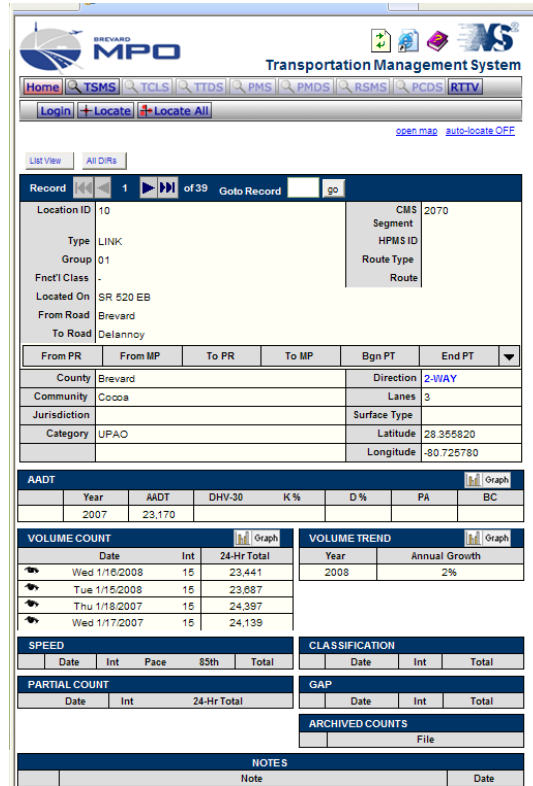 BREVARD
MPO
MS²
Transportation Management System
Home TSMS TCLS TTDS PMS PMDS RSMS PCDS RTTV
Login Locate Locate All
open map auto-locate OFF
List View All DIRs
Record 1 of 39 Goto Record go
Location ID 10 CMS Segment 2070
Type LINK HPMS ID
Group 01 Route Type
Fnct'l Class - Route
Located On SR 520 EB
From Road Brevard
To Road Delannoy
From PR From MP To PR To MP Bgn PT End PT
County Brevard Direction 2-WAY
Community Cocoa Lanes 3
Jurisdiction Surface Type
Category UPAO Latitude 28.355820
Longitude -80.725780
AADT Graph
Year AADT DHV-30 K % D % PA BC
2007 23,170
VOLUME COUNT Graph
Date Int 24-Hr Total
Wed 1/16/2008 15 23,441
Tue 1/15/2008 15 23,687
Thu 1/18/2007 15 24,397
Wed 1/17/2007 15 24,139
VOLUME TREND Graph
Year Annual Growth
2008 2%
SPEED
Date Int Pace 85th Total
CLASSIFICATION
Date Int Total
PARTIAL COUNT
Date Int 24-Hr Total
GAP
Date Int Total
ARCHIVED COUNTS
File
NOTES
Note Date